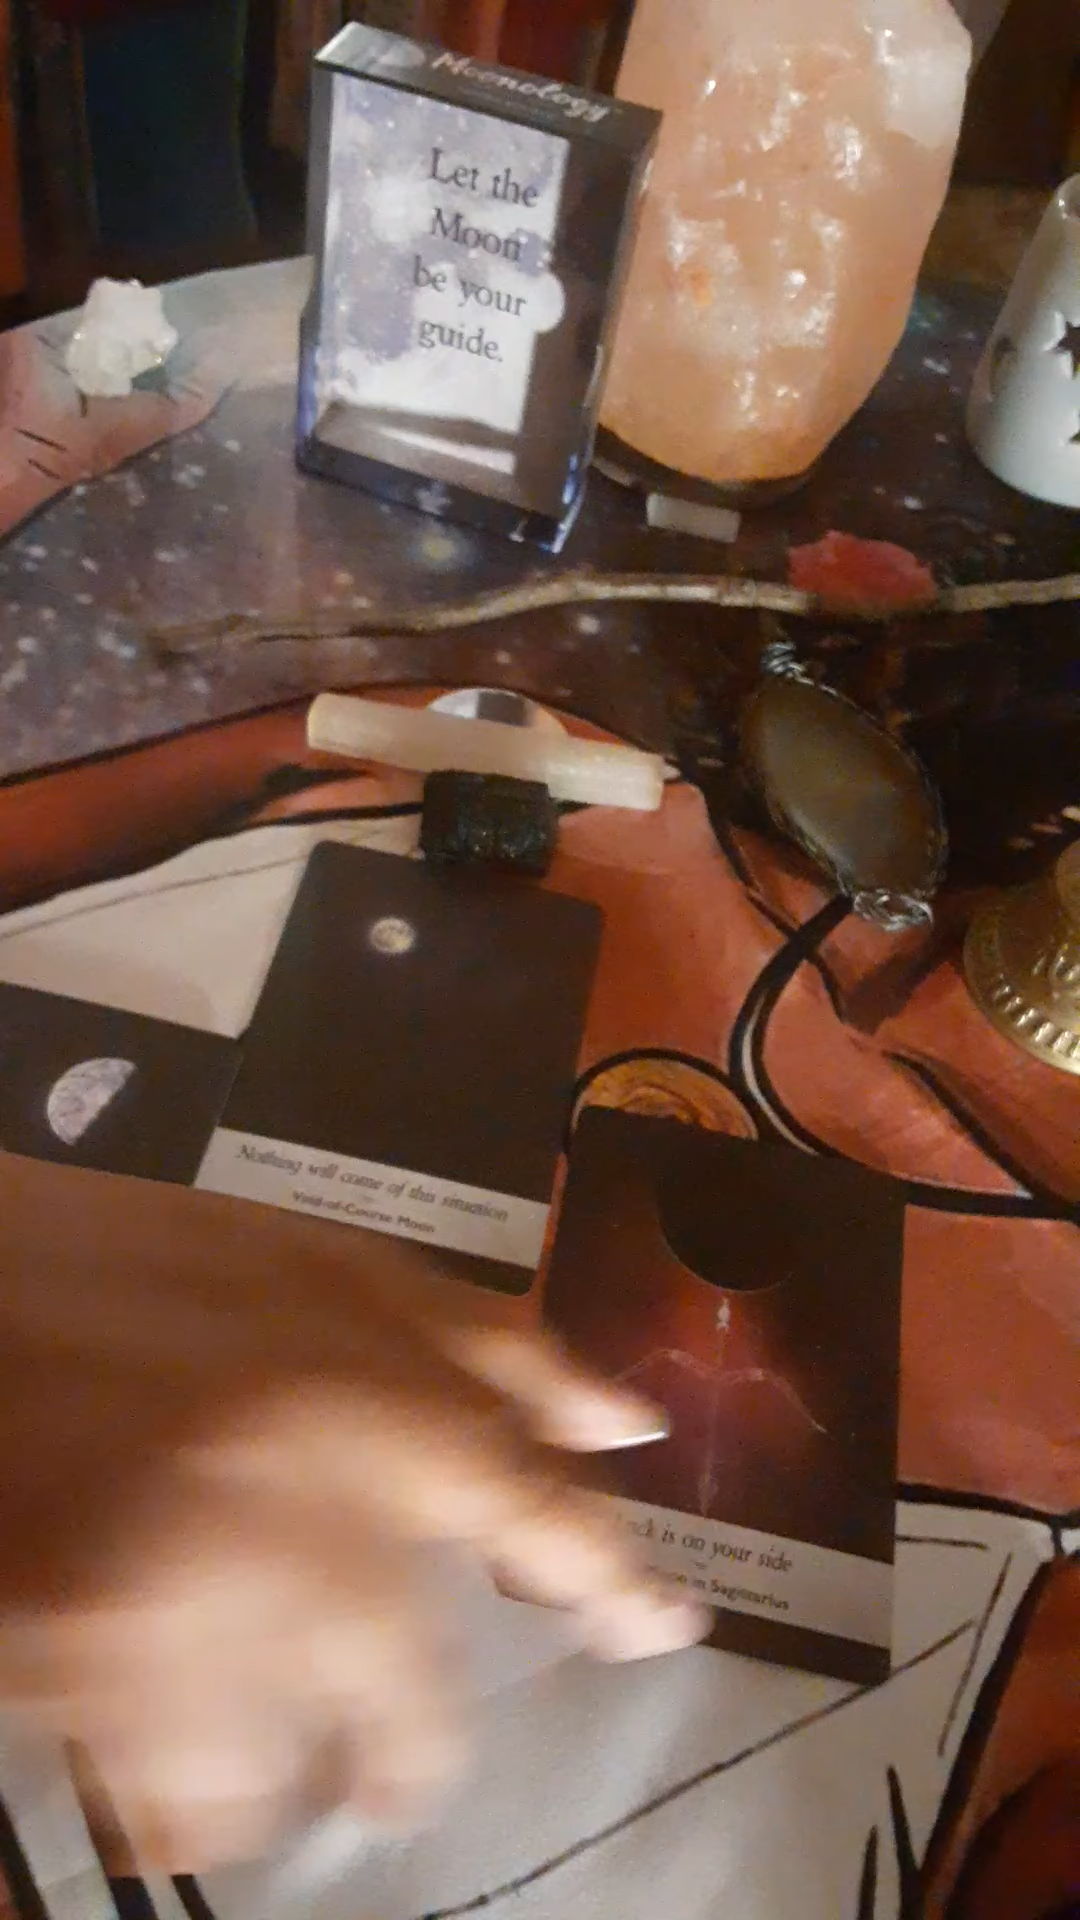 Moonology
Let the
Moon
be your
guide.
Nothing will come of this situation
Void-of-Course Moon
is on your side
in Sagittarius